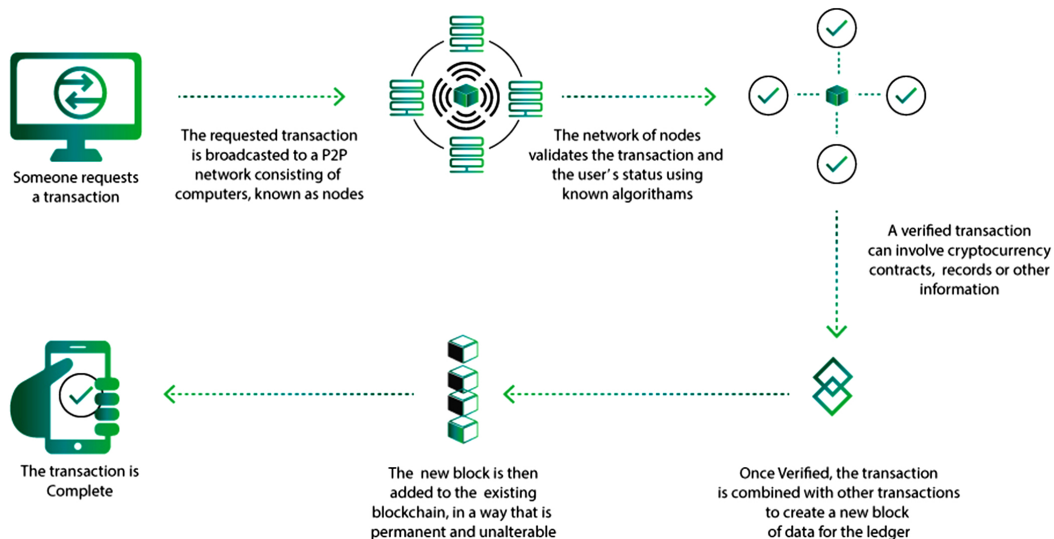 Someone requests
a transaction
The requested transaction
is broadcasted to a P2P
network consisting of
computers, known as nodes
The network of nodes
validates the transaction and
the user's status using
known algorithams
A verified transaction
can involve cryptocurrency
contracts, records or other
information
Once Verified, the transaction
is combined with other transactions
to create a new block
of data for the ledger
The new block is then
added to the existing
blockchain, in a way that is
permanent and unalterable
The transaction is
Complete